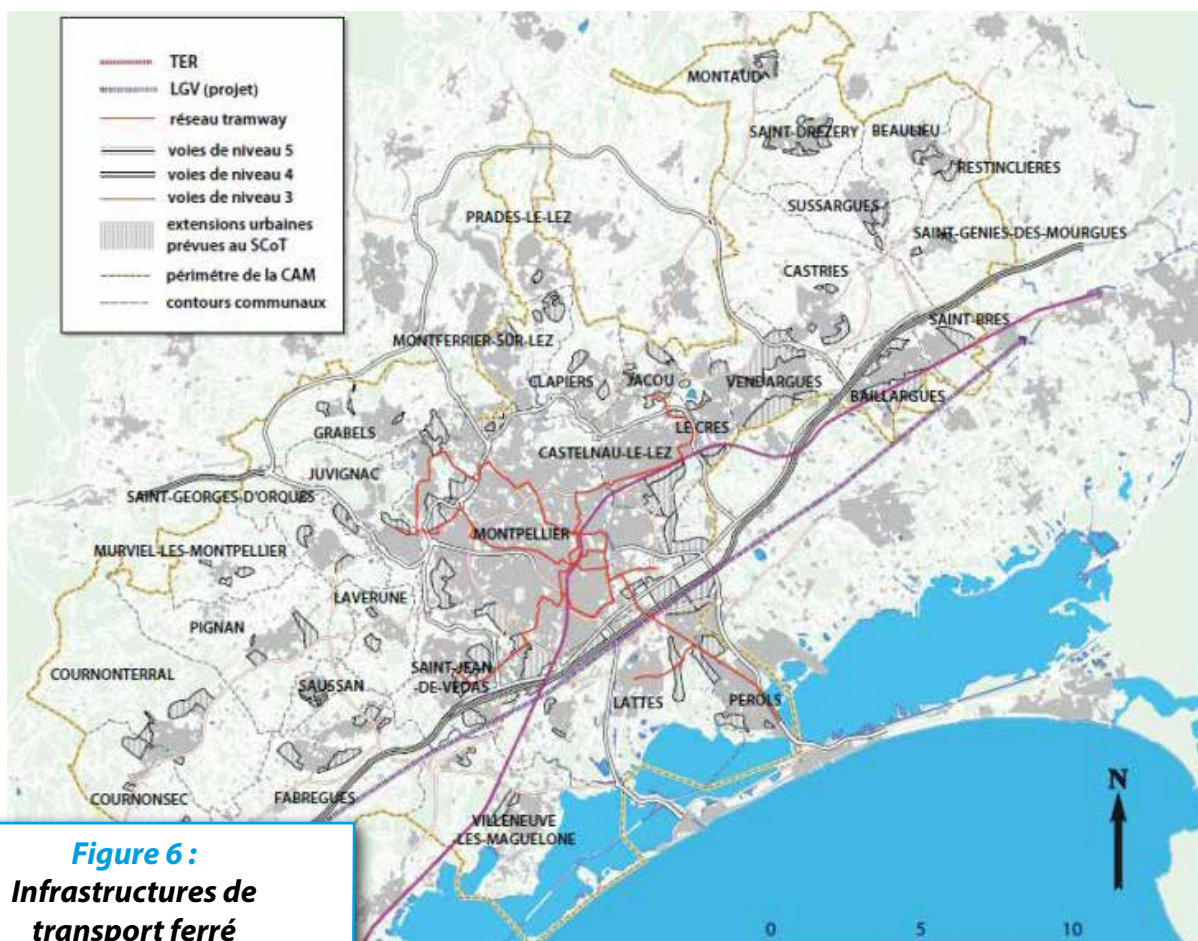 TER
LGV (projet)
réseau tramway
voies de niveau 5
voies de niveau 4
voies de niveau 3
extensions urbaines
prévues au SCoT
périmètre de la CAM
contours communaux
MONTAUD
SAINT-DREZERY
BEAULIEU
RESTINCLIERES
SUSSARGUES
PRADES-LE-LEZ
SAINT-GENIES-DES-MOURGUES
CASTRIES
SAINT-BRES
MONTFERRIER-SUR-LEZ
CLAPIERS
JACOU
VENDARGUES
BAILLARGUES
LE CRES
GRABELS
CASTELNAU-LE-LEZ
JUVIGNAC
SAINT-GEORGES-D'ORQUES
MONTPELLIER
MURVIEL-LES-MONTPELLIER
LAVERUNE
PIGNAN
COURNONTERRAL
SAUSSAN
SAINT-JEAN
-DE-VEDAS
LATTES
PEROLS
COURNONSEC
FABREGUES
VILLENEUVE
-LES-MAGUELONE
N
Figure 6 :
Infrastructures de
transport ferré
0 5 10